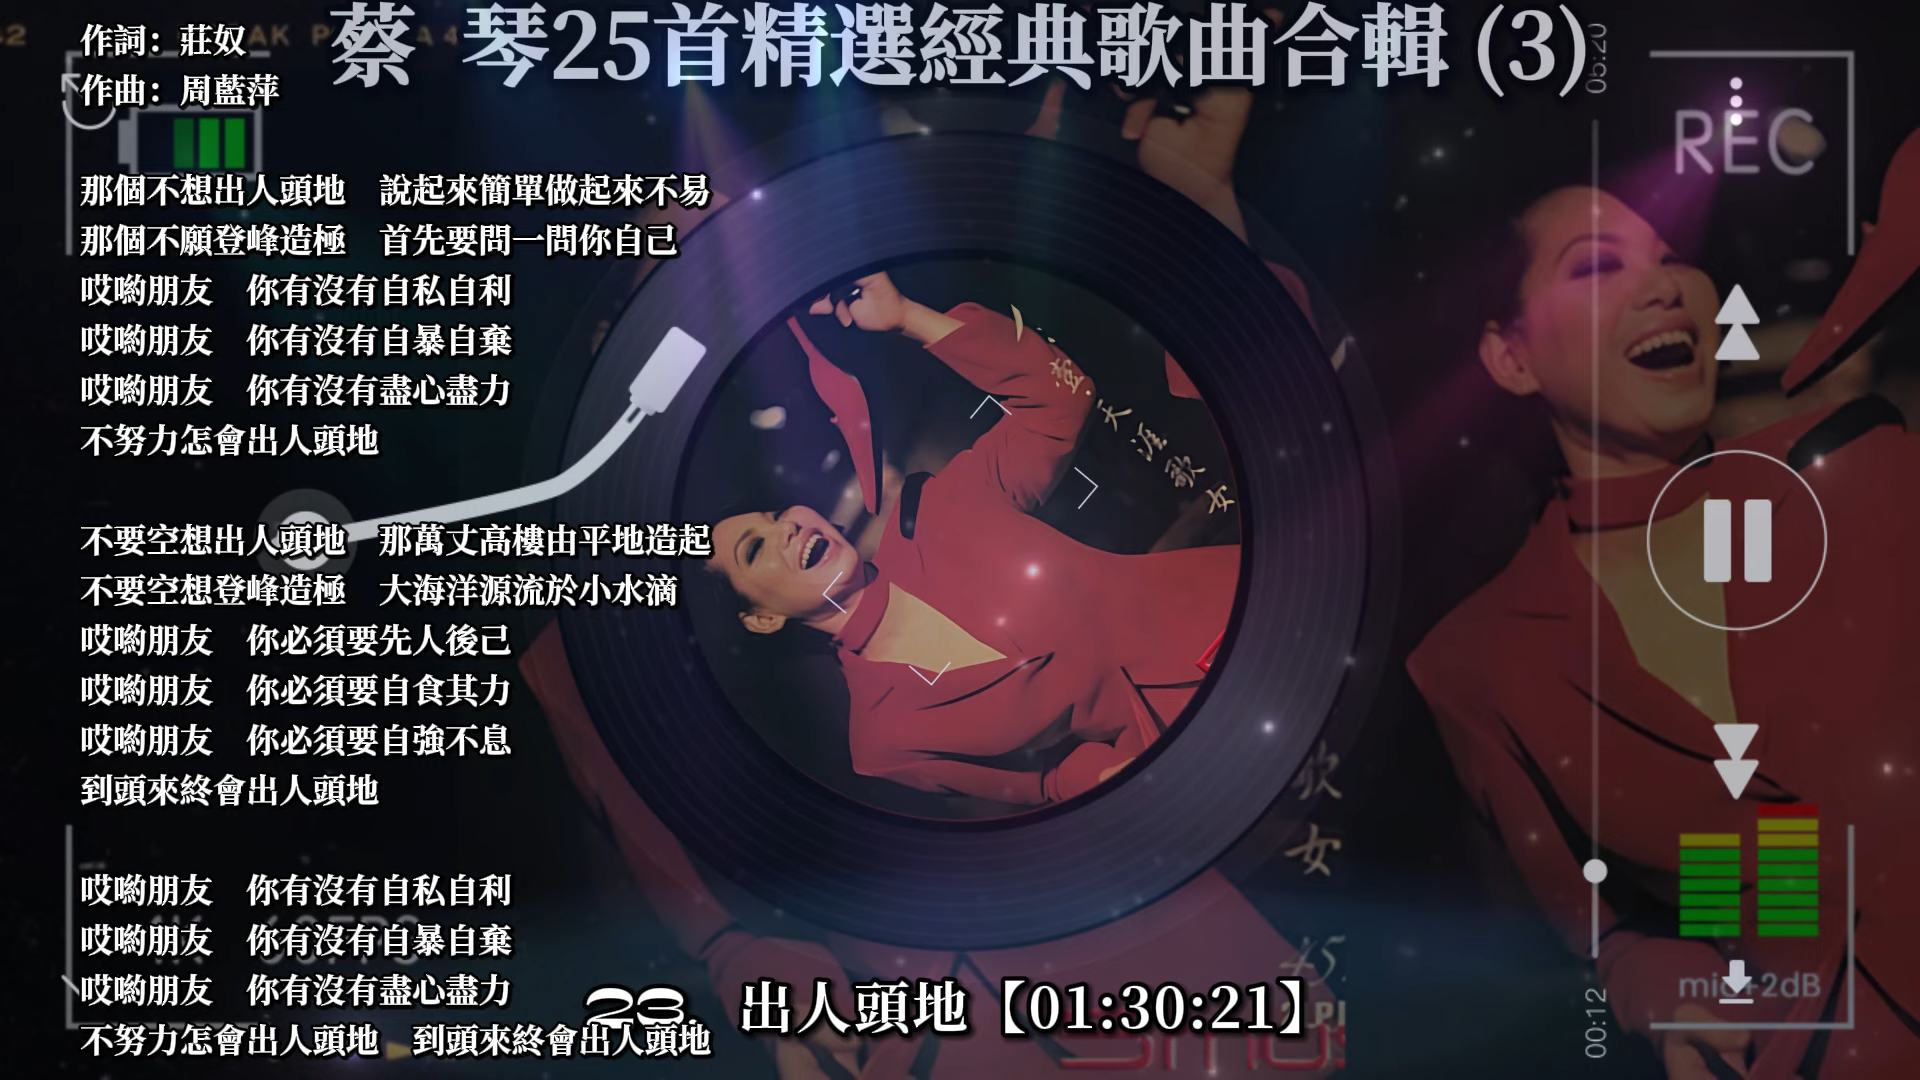 蔡 琴25首精選經典歌曲合輯 (3)
作詞：莊奴
作曲：周藍萍
那個不想出人頭地 說起來簡單做起來不易
那個不願登峰造極 首先要問一問你自己
哎喲朋友 你有沒有自私自利
哎喲朋友 你有沒有自暴自棄
哎喲朋友 你有沒有盡心盡力
不努力怎會出人頭地
不要空想出人頭地 那萬丈高樓由平地造起
不要空想登峰造極 大海洋源流於小水滴
哎喲朋友 你必須要先人後己
哎喲朋友 你必須要自食其力
哎喲朋友 你必須要自強不息
到頭來終會出人頭地
哎喲朋友 你有沒有自私自利
哎喲朋友 你有沒有自暴自棄
哎喲朋友 你有沒有盡心盡力
不努力怎會出人頭地 到頭來終會出人頭地
23. 出人頭地【01:30:21】
天涯歌女
歌女
REC
05:20
00:12
mic+2dB